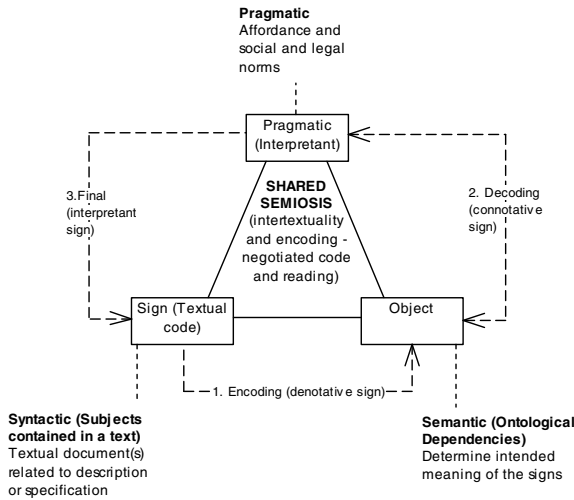 Pragmatic
Affordance and
social and legal
norms
Pragmatic
(Interpretant)
3.Final
(interpretant
sign)
SHARED
SEMIOSIS
(intertextuality
and encoding -
negotiated code
and reading)
2. Decoding
(connotative
sign)
Sign (Textual
code)
Object
1. Encoding (denotative sign)
Syntactic (Subjects
contained in a text)
Textual document(s)
related to description
or specification
Semantic (Ontological
Dependencies)
Determine intended
meaning of the signs